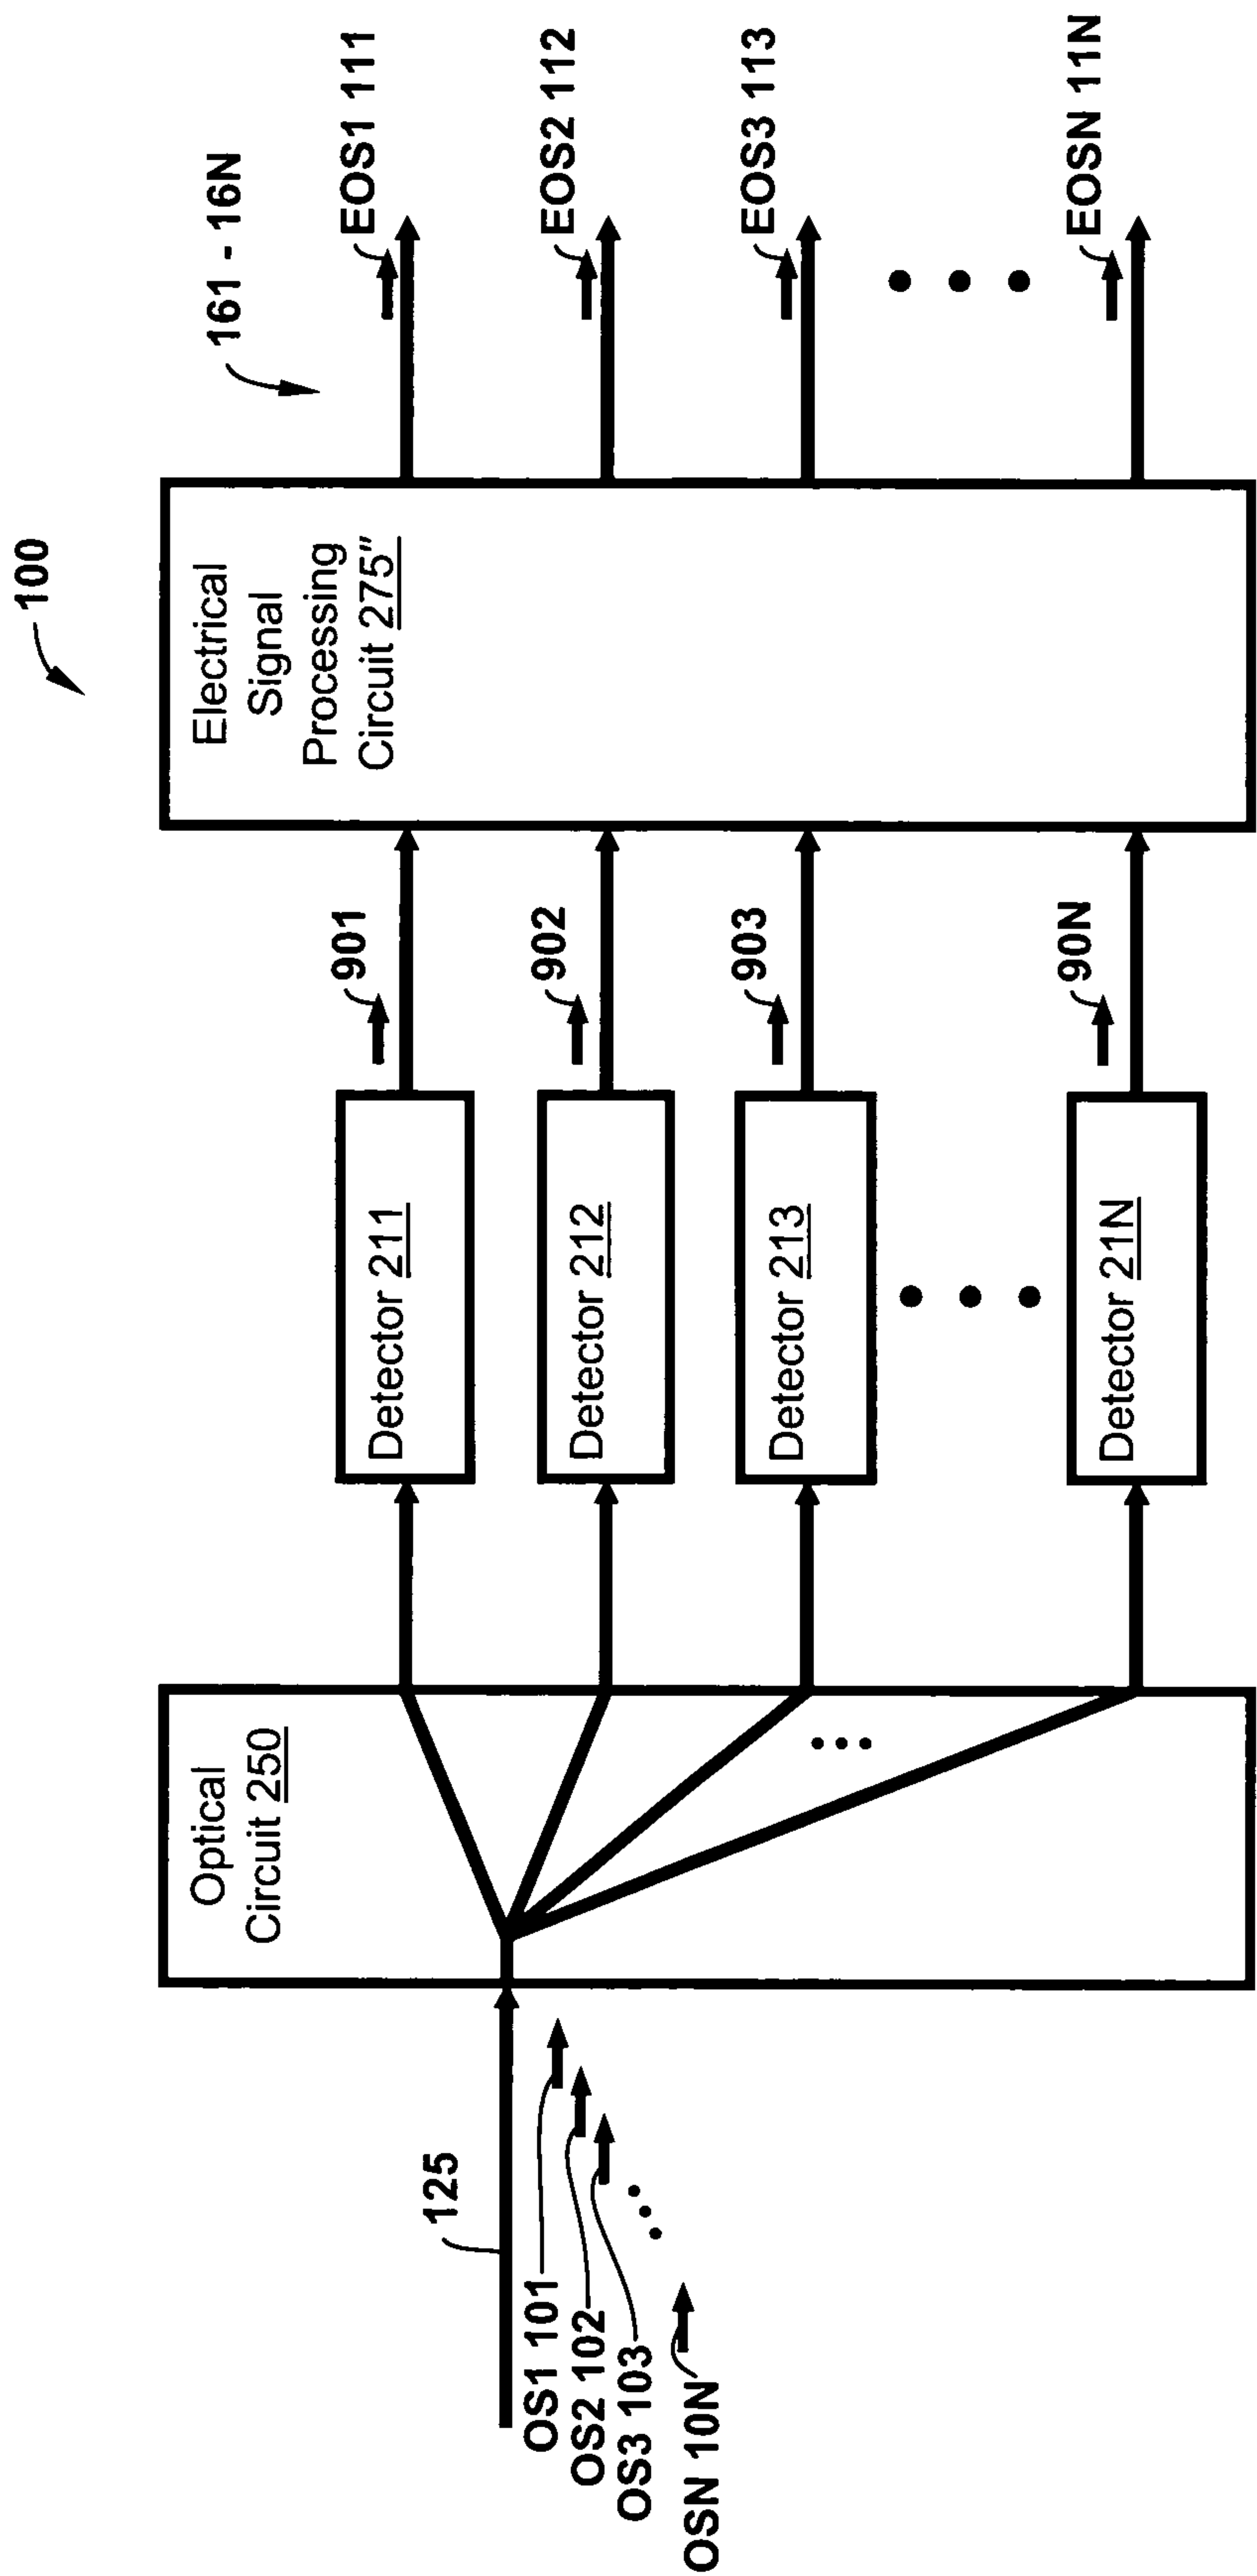 100
Optical
Circuit 250
Electrical
Signal
Processing
Circuit 275"
161 - 16N
125
OS1 101
OS2 102
OS3 103
OSN 10N
Detector 211
Detector 212
Detector 213
Detector 21N
901
902
903
90N
EOS1 111
EOS2 112
EOS3 113
EOSN 11N